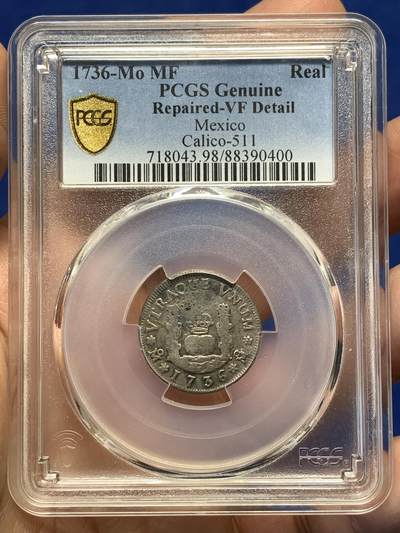 1736-Mo MF Real
PCGS Genuine
Repaired-VF Detail
Mexico
Calico-511
718043.98/88390400
PCGS
VTRAQUE VNUM
1736
PCGS